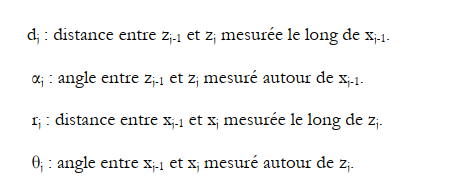 dⱼ : distance entre zⱼ₋₁ et zⱼ mesurée le long de xⱼ₋₁.
αⱼ : angle entre zⱼ₋₁ et zⱼ mesuré autour de xⱼ₋₁.
rⱼ : distance entre xⱼ₋₁ et xⱼ mesurée le long de zⱼ.
θⱼ : angle entre xⱼ₋₁ et xⱼ mesuré autour de zⱼ.